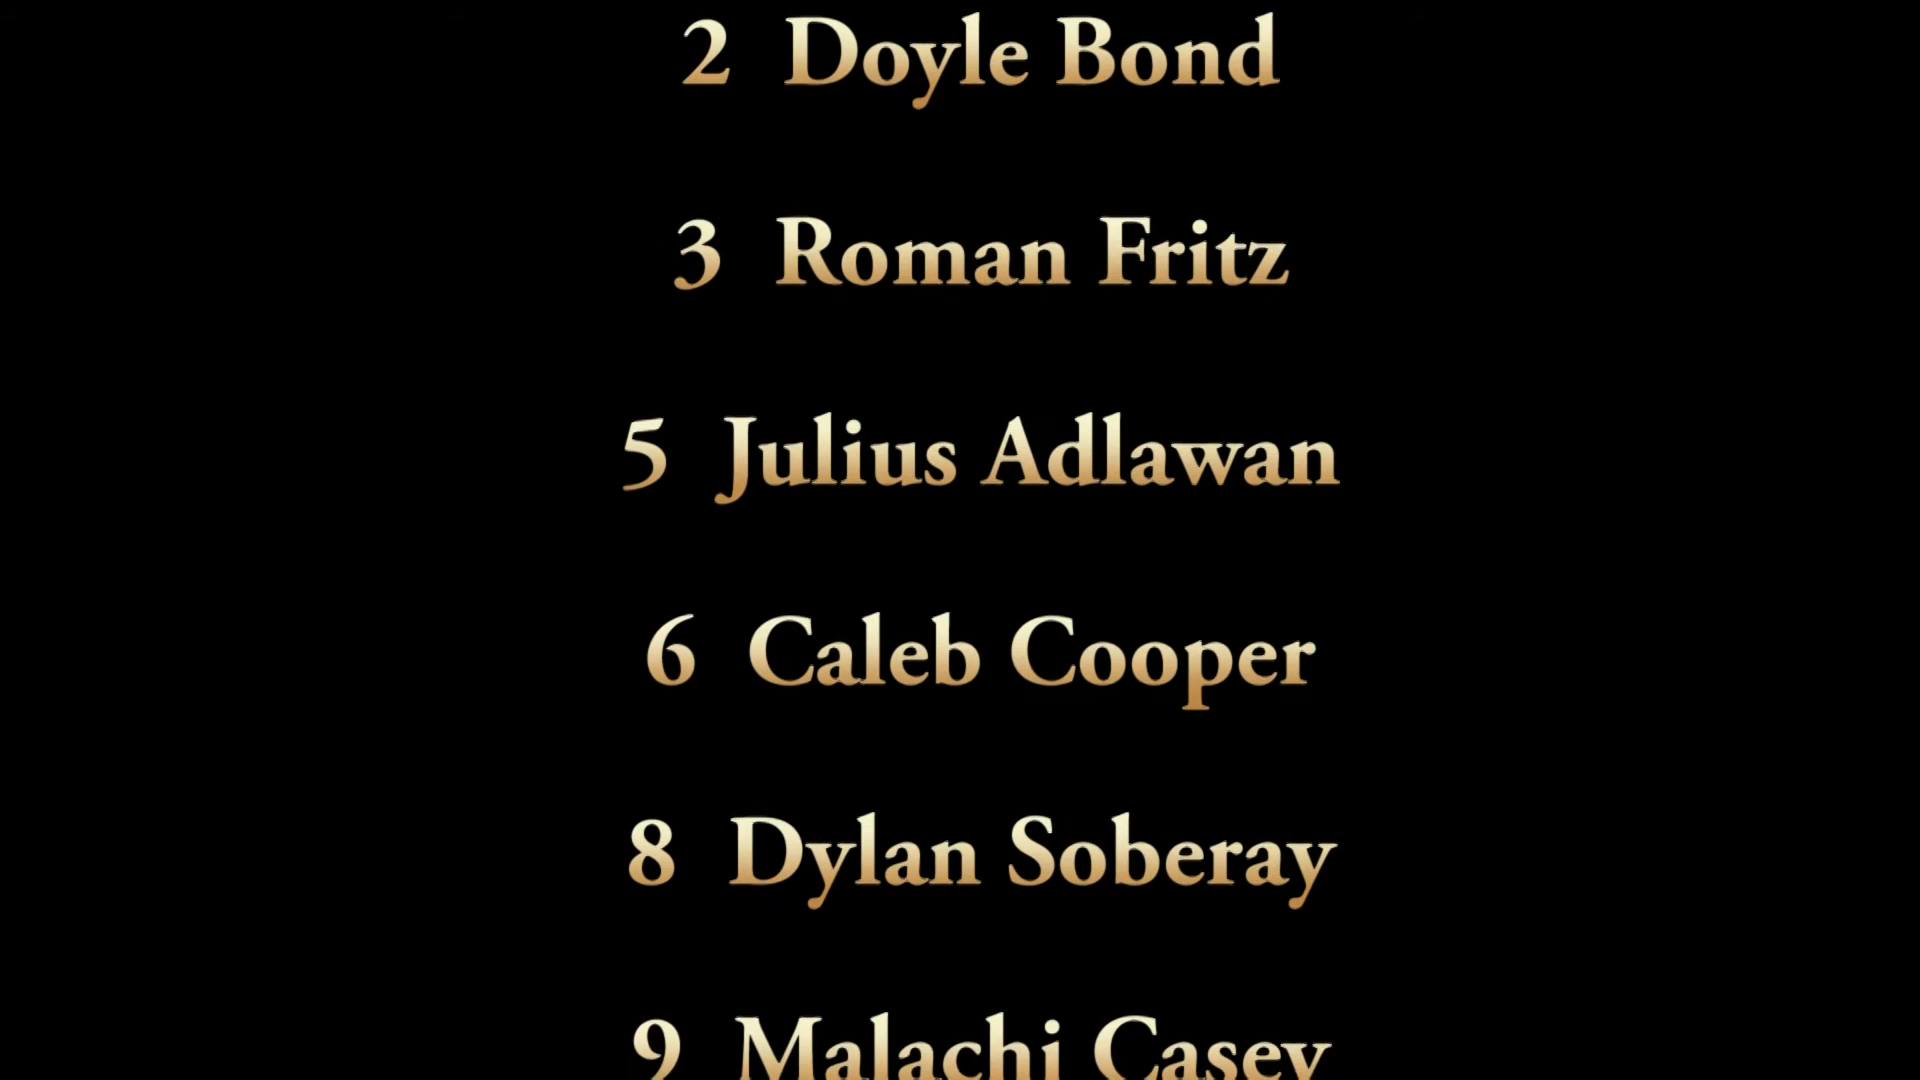 2 Doyle Bond
3 Roman Fritz
5 Julius Adlawan
6 Caleb Cooper
8 Dylan Soberay
9 Malachi Casey